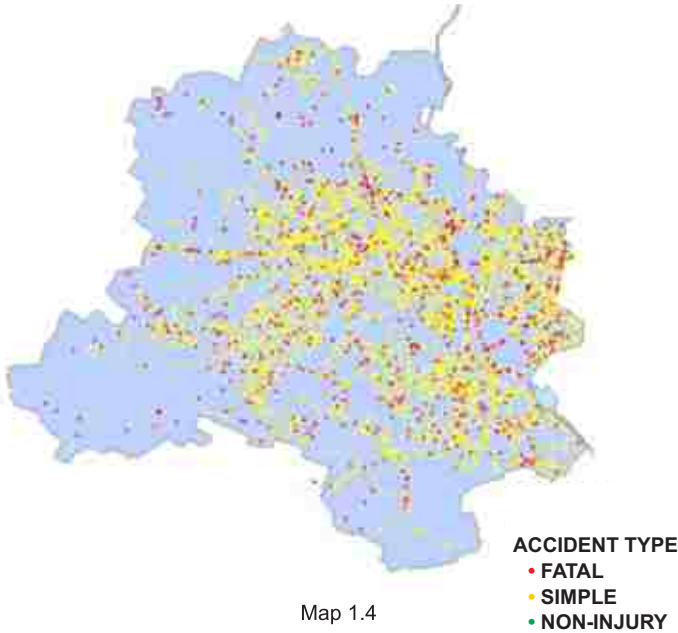 ACCIDENT TYPE
• FATAL
• SIMPLE
• NON-INJURY
Map 1.4